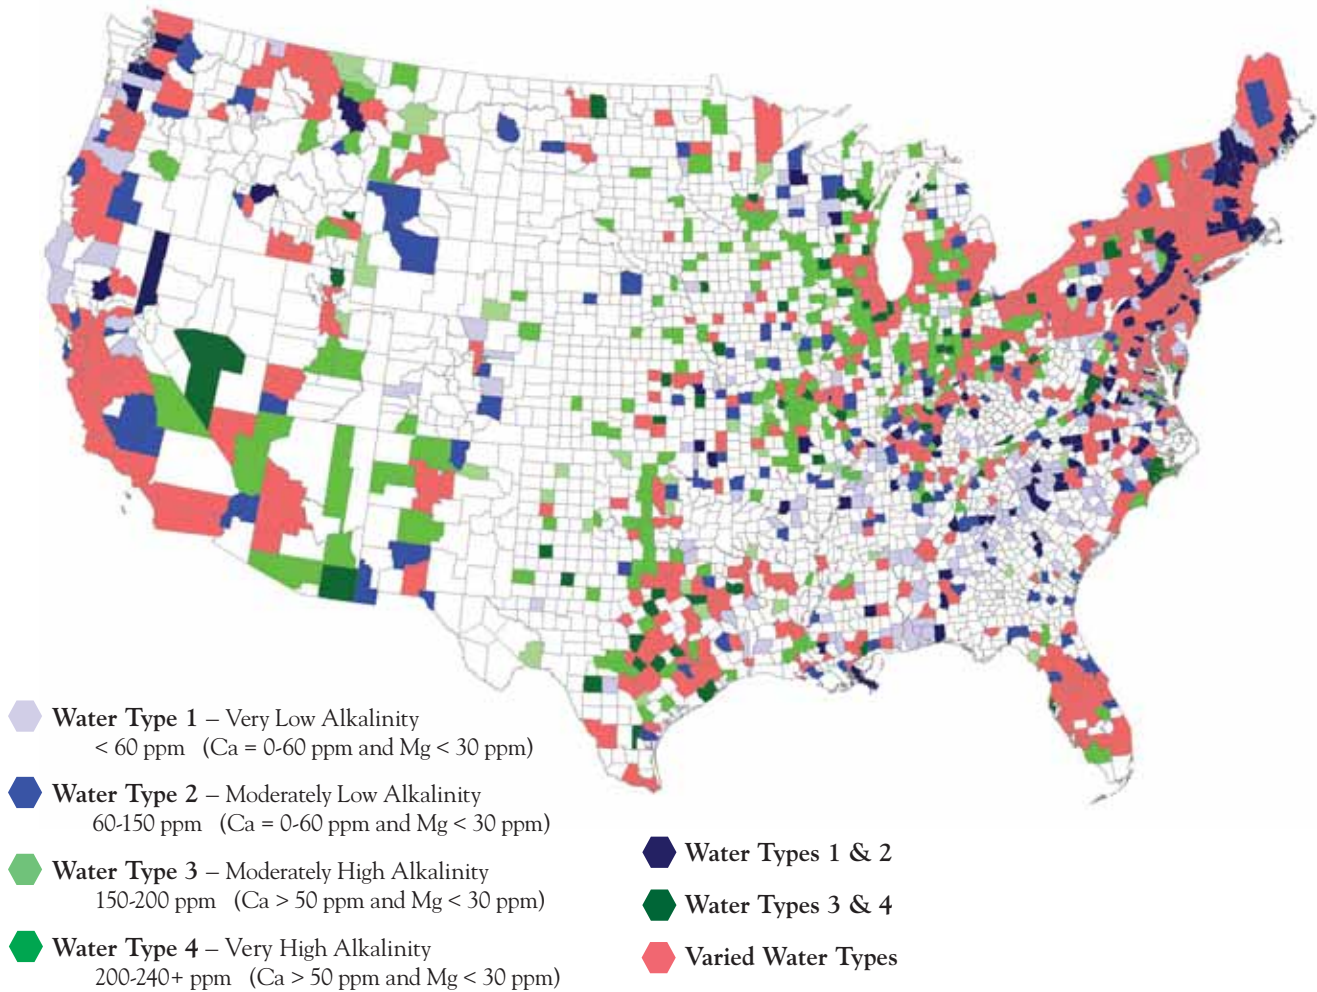 Water Type 1 – Very Low Alkalinity
< 60 ppm (Ca = 0-60 ppm and Mg < 30 ppm)
Water Type 2 – Moderately Low Alkalinity
60-150 ppm (Ca = 0-60 ppm and Mg < 30 ppm)
Water Type 3 – Moderately High Alkalinity
150-200 ppm (Ca > 50 ppm and Mg < 30 ppm)
Water Type 4 – Very High Alkalinity
200-240+ ppm (Ca > 50 ppm and Mg < 30 ppm)
Water Types 1 & 2
Water Types 3 & 4
Varied Water Types